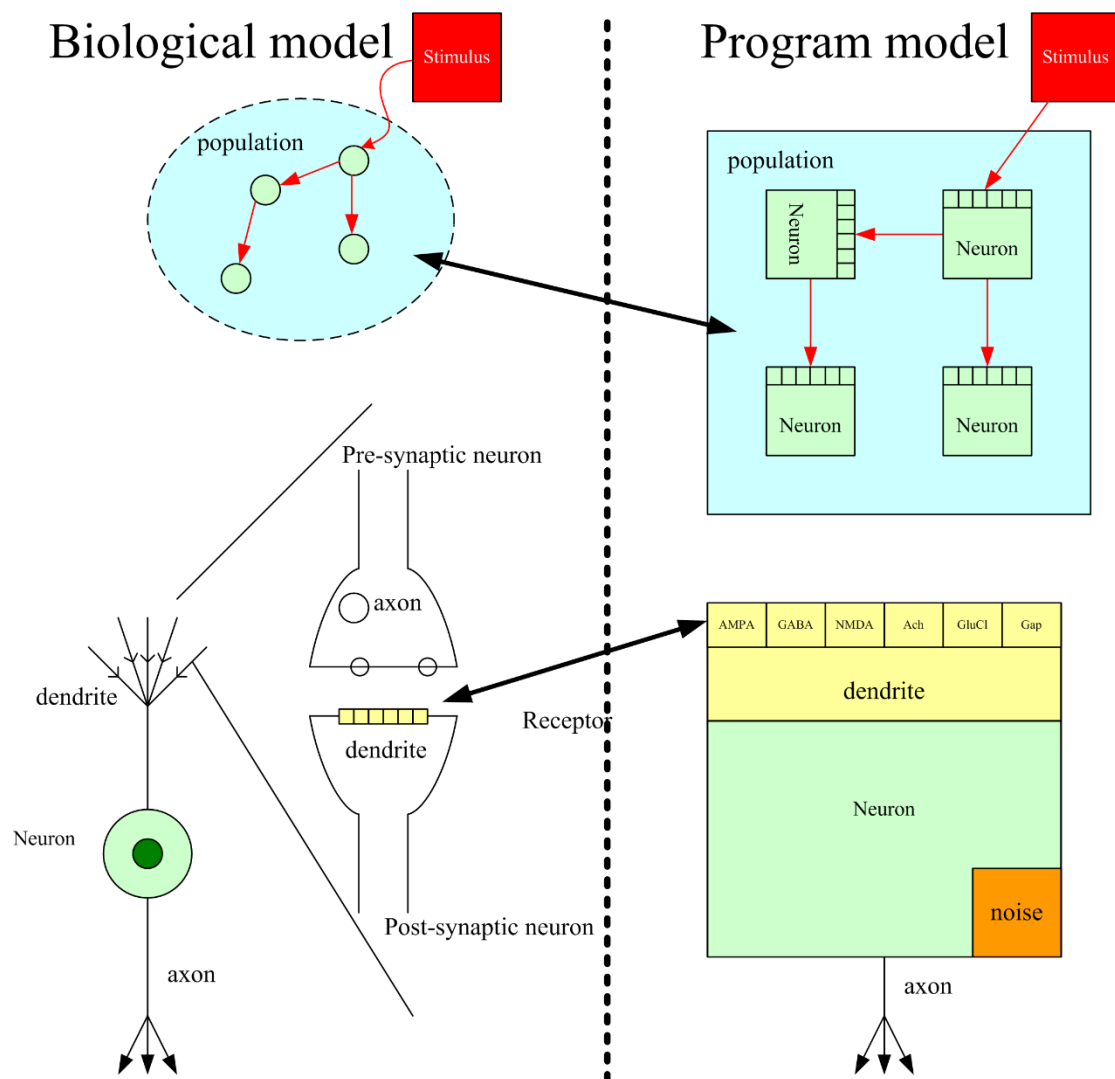 Biological model
Stimulus
population
Pre-synaptic neuron
axon
dendrite
dendrite
Receptor
Neuron
Post-synaptic neuron
axon
Program model
Stimulus
population
Neuron
Neuron
Neuron
Neuron
AMPA
GABA
NMDA
Ach
GluCl
Gap
dendrite
Neuron
noise
axon